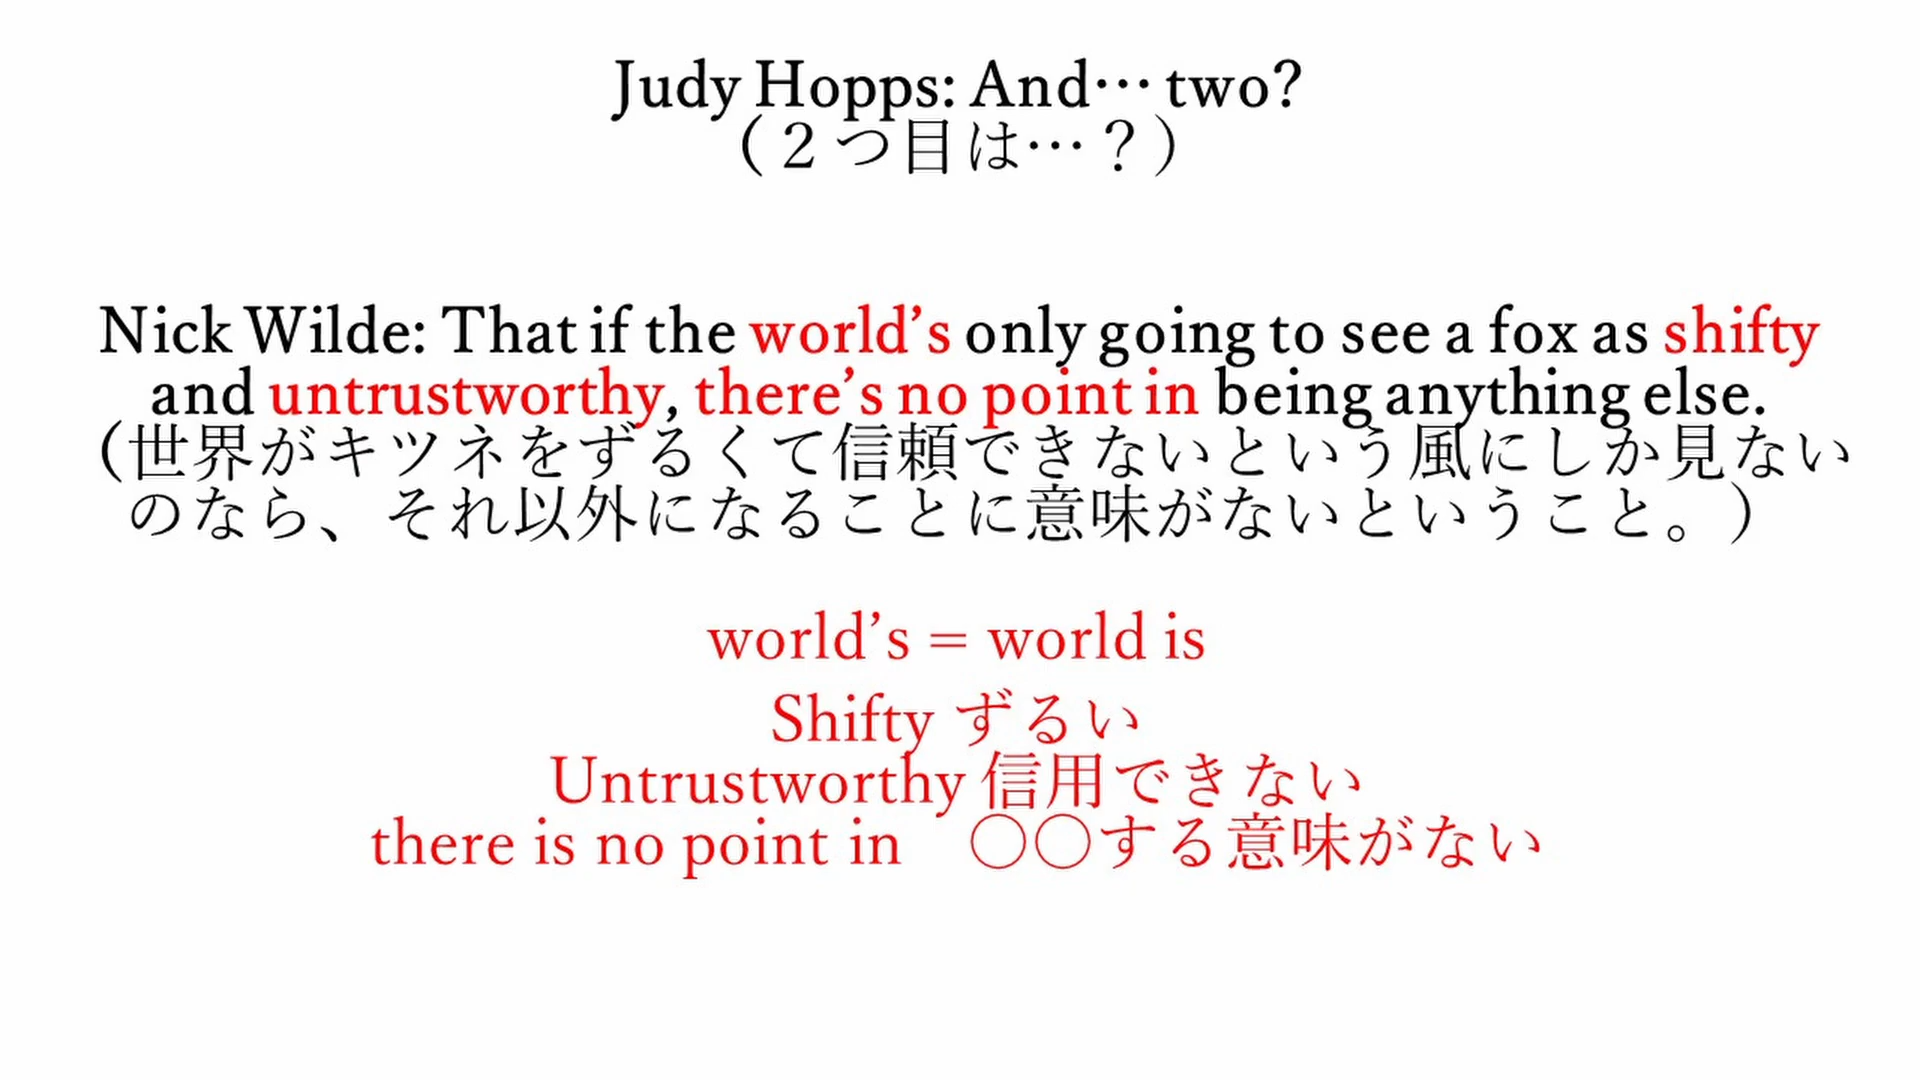 Judy Hopps: And… two?
（２つ目は…？）
Nick Wilde: That if the world’s only going to see a fox as shifty
and untrustworthy, there’s no point in being anything else.
（世界がキツネをずるくて信頼できないという風にしか見ない
のなら、それ以外になることに意味がないということ。）
world’s = world is
Shifty ずるい
Untrustworthy 信用できない
there is no point in　〇〇する意味がない